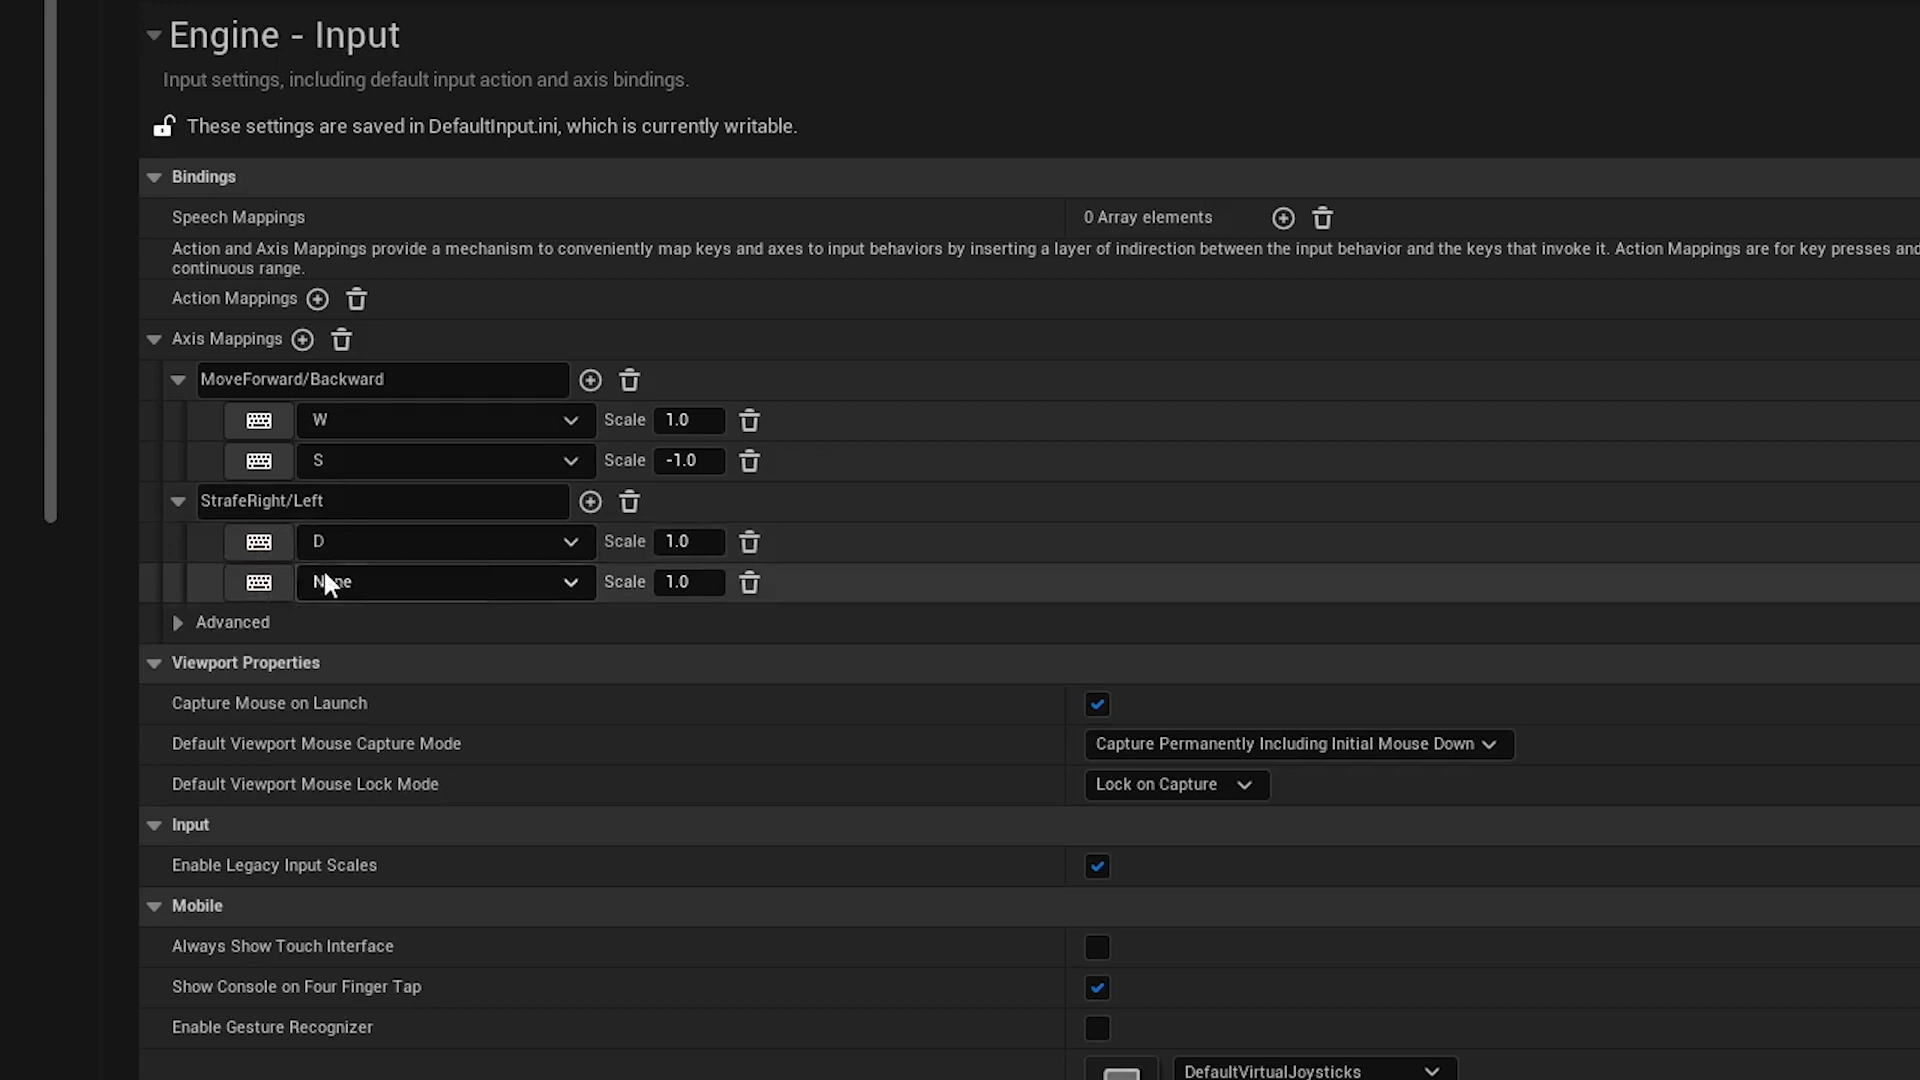 Engine - Input
Input settings, including default input action and axis bindings.
These settings are saved in DefaultInput.ini, which is currently writable.
Bindings
Speech Mappings
0 Array elements
Action and Axis Mappings provide a mechanism to conveniently map keys and axes to input behaviors by inserting a layer of indirection between the input behavior and the keys that invoke it. Action Mappings are for key presses and
continuous range.
Action Mappings
Axis Mappings
MoveForward/Backward
W Scale 1.0
S Scale -1.0
StrafeRight/Left
D Scale 1.0
None Scale 1.0
Advanced
Viewport Properties
Capture Mouse on Launch
Default Viewport Mouse Capture Mode
Capture Permanently Including Initial Mouse Down
Default Viewport Mouse Lock Mode
Lock on Capture
Input
Enable Legacy Input Scales
Mobile
Always Show Touch Interface
Show Console on Four Finger Tap
Enable Gesture Recognizer
DefaultVirtualJoysticks